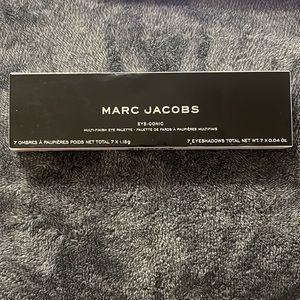 MARC JACOBS
EYE-CONIC
MULTI-FINISH EYE PALETTE - PALETTE DE FARDS À PAUPIÈRES MULTIFINIS
7 OMBRES À PAUPIÈRES POIDS NET TOTAL 7 X 1.15g 7 EYESHADOWS TOTAL NET WT. 7 X 0.04 Oz.